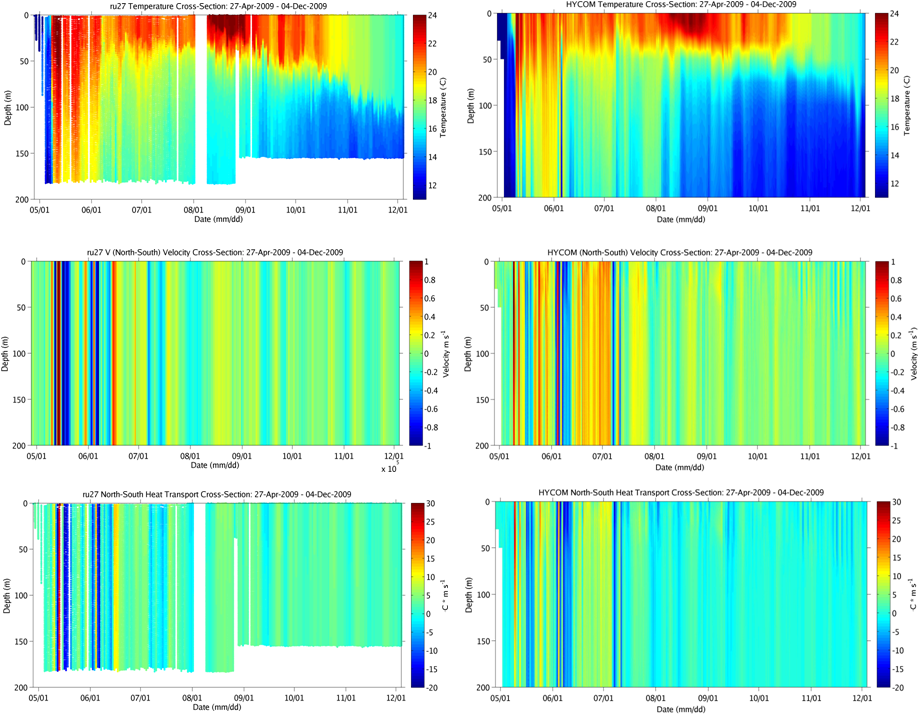 ru27 Temperature Cross-Section: 27-Apr-2009 - 04-Dec-2009
0
50
100
150
200
Depth (m)
05/01 06/01 07/01 08/01 09/01 10/01 11/01 12/01
Date (mm/dd)
24
22
20
18
16
14
12
Temperature (°C)
HYCOM Temperature Cross-Section: 27-Apr-2009 - 04-Dec-2009
0
50
100
150
200
Depth (m)
05/01 06/01 07/01 08/01 09/01 10/01 11/01 12/01
Date (mm/dd)
24
22
20
18
16
14
12
Temperature (°C)
ru27 V (North-South) Velocity Cross-Section: 27-Apr-2009 - 04-Dec-2009
0
50
100
150
200
Depth (m)
05/01 06/01 07/01 08/01 09/01 10/01 11/01 12/01
Date (mm/dd)
1
0.8
0.6
0.4
0.2
0
-0.2
-0.4
-0.6
-0.8
-1
Velocity m s⁻¹
HYCOM (North-South) Velocity Cross-Section: 27-Apr-2009 - 04-Dec-2009
0
50
100
150
200
Depth (m)
05/01 06/01 07/01 08/01 09/01 10/01 11/01 12/01
Date (mm/dd)
1
0.8
0.6
0.4
0.2
0
-0.2
-0.4
-0.6
-0.8
-1
Velocity (m s⁻¹)
ru27 North-South Heat Transport Cross-Section: 27-Apr-2009 - 04-Dec-2009
0
50
100
150
200
Depth (m)
05/01 06/01 07/01 08/01 09/01 10/01 11/01 12/01
Date (mm/dd)
30
25
20
15
10
5
0
-5
-10
-15
-20
°C * m s⁻¹
HYCOM North-South Heat Transport Cross-Section: 27-Apr-2009 - 04-Dec-2009
0
50
100
150
200
Depth (m)
05/01 06/01 07/01 08/01 09/01 10/01 11/01 12/01
Date (mm/dd)
30
25
20
15
10
5
0
-5
-10
-15
-20
°C * m s⁻¹